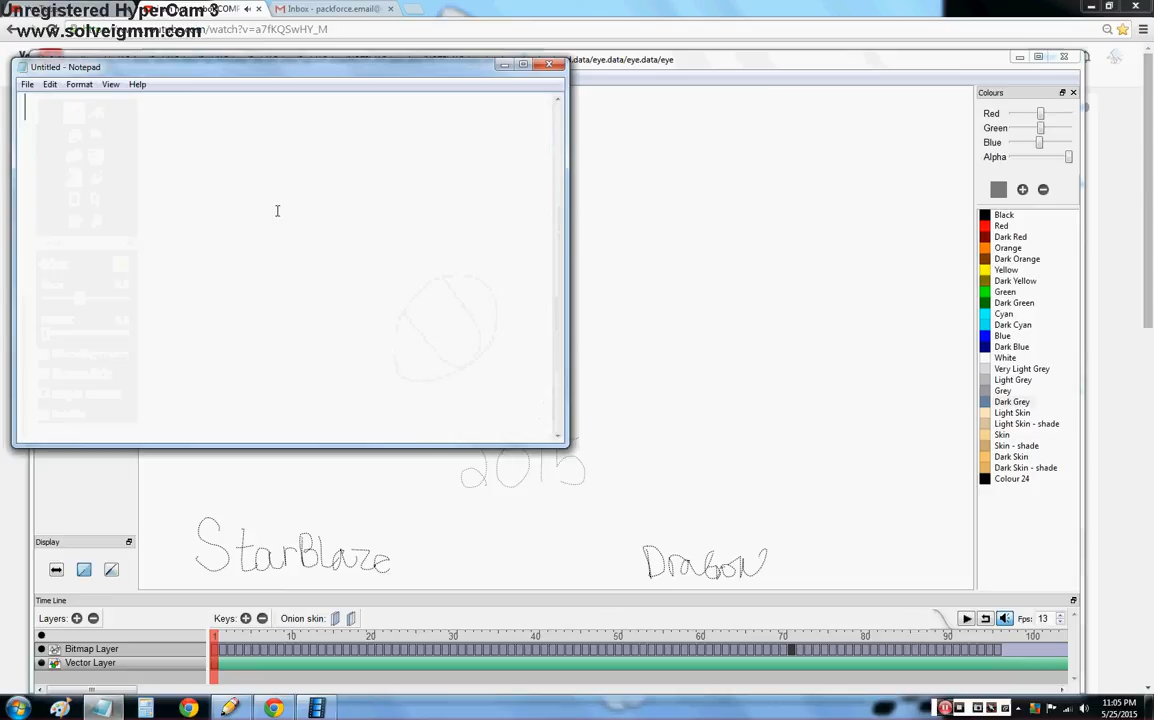 Unregistered HyperCam 3
www.solveigmm.com
Inbox - packforce.email@
/watch?v=a7fKQSwHY_M
Untitled - Notepad
.data/eye.data/eye.data/eye
File Edit Format View Help
Colours
Red
Green
Blue
Alpha
Black
Red
Dark Red
Orange
Dark Orange
Yellow
Dark Yellow
Green
Dark Green
Cyan
Dark Cyan
Blue
Dark Blue
White
Very Light Grey
Light Grey
Grey
Dark Grey
Light Skin
Light Skin - shade
Skin
Skin - shade
Dark Skin
Dark Skin - shade
Colour 24
2015
StarBlaze
Dragon
Display
Time Line
Layers:
Keys:
Onion skin:
Fps: 13
1 10 20 30 40 50 60 70 80 90 100
Bitmap Layer
Vector Layer
11:05 PM
5/25/2015